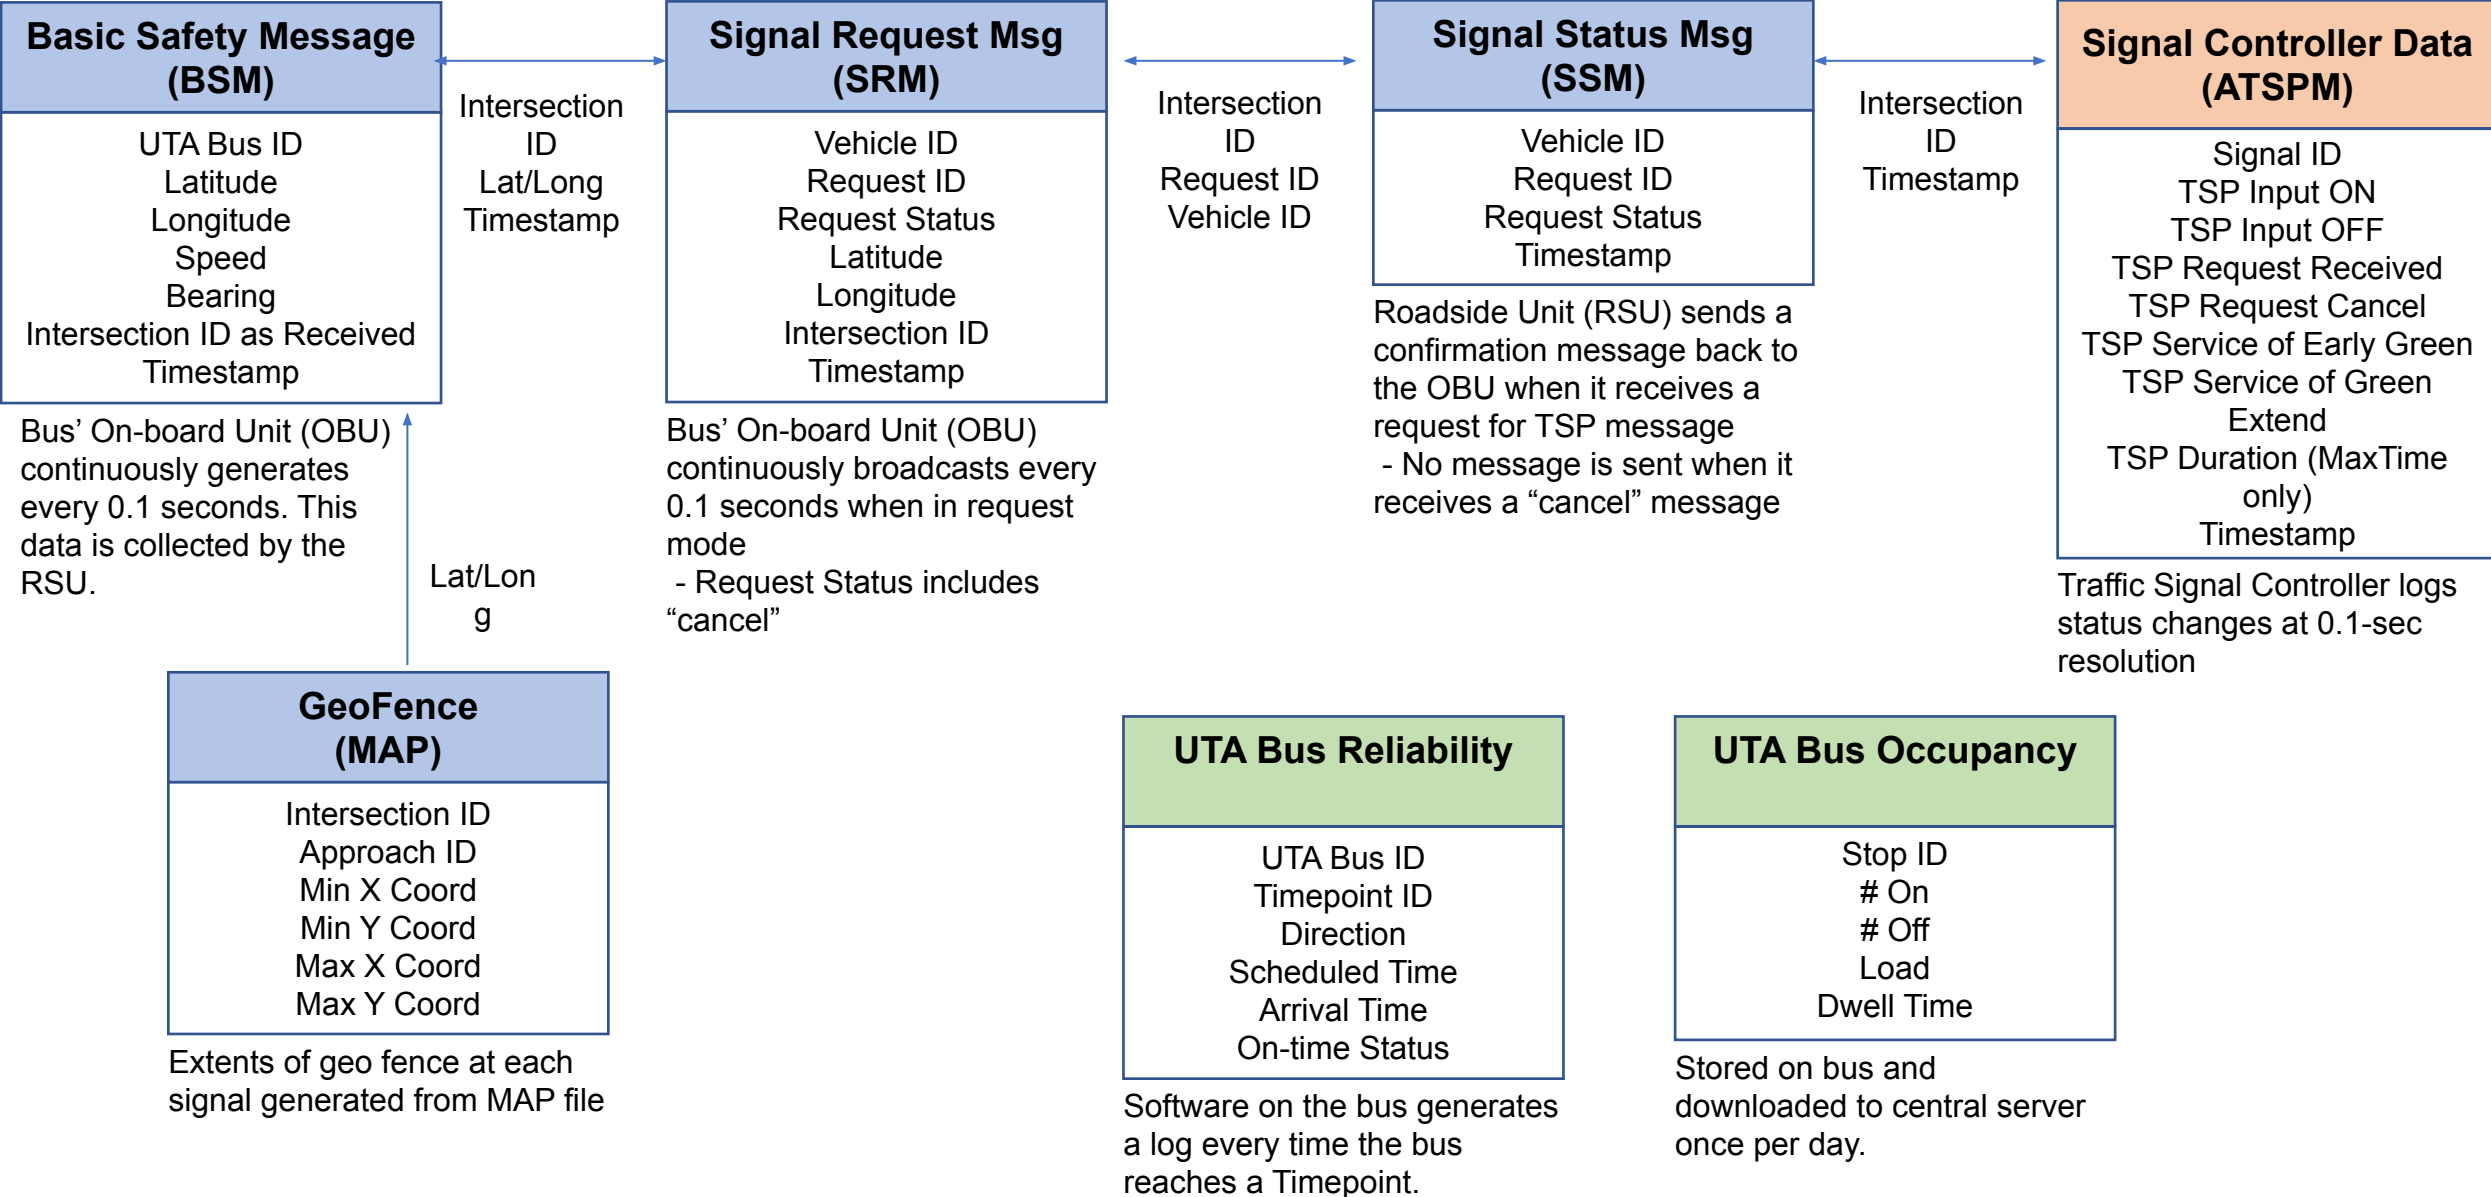 Basic Safety Message
(BSM)
UTA Bus ID
Latitude
Longitude
Speed
Bearing
Intersection ID as Received
Timestamp
Bus’ On-board Unit (OBU)
continuously generates
every 0.1 seconds. This
data is collected by the
RSU.
Intersection
ID
Lat/Long
Timestamp
Signal Request Msg
(SRM)
Vehicle ID
Request ID
Request Status
Latitude
Longitude
Intersection ID
Timestamp
Bus’ On-board Unit (OBU)
continuously broadcasts every
0.1 seconds when in request
mode
- Request Status includes
“cancel”
Intersection
ID
Request ID
Vehicle ID
Signal Status Msg
(SSM)
Vehicle ID
Request ID
Request Status
Timestamp
Roadside Unit (RSU) sends a
confirmation message back to
the OBU when it receives a
request for TSP message
- No message is sent when it
receives a “cancel” message
Intersection
ID
Timestamp
Signal Controller Data
(ATSPM)
Signal ID
TSP Input ON
TSP Input OFF
TSP Request Received
TSP Request Cancel
TSP Service of Early Green
TSP Service of Green
Extend
TSP Duration (MaxTime
only)
Timestamp
Traffic Signal Controller logs
status changes at 0.1-sec
resolution
Lat/Lon
g
GeoFence
(MAP)
Intersection ID
Approach ID
Min X Coord
Min Y Coord
Max X Coord
Max Y Coord
Extents of geo fence at each
signal generated from MAP file
UTA Bus Reliability
UTA Bus ID
Timepoint ID
Direction
Scheduled Time
Arrival Time
On-time Status
Software on the bus generates
a log every time the bus
reaches a Timepoint.
UTA Bus Occupancy
Stop ID
# On
# Off
Load
Dwell Time
Stored on bus and
downloaded to central server
once per day.